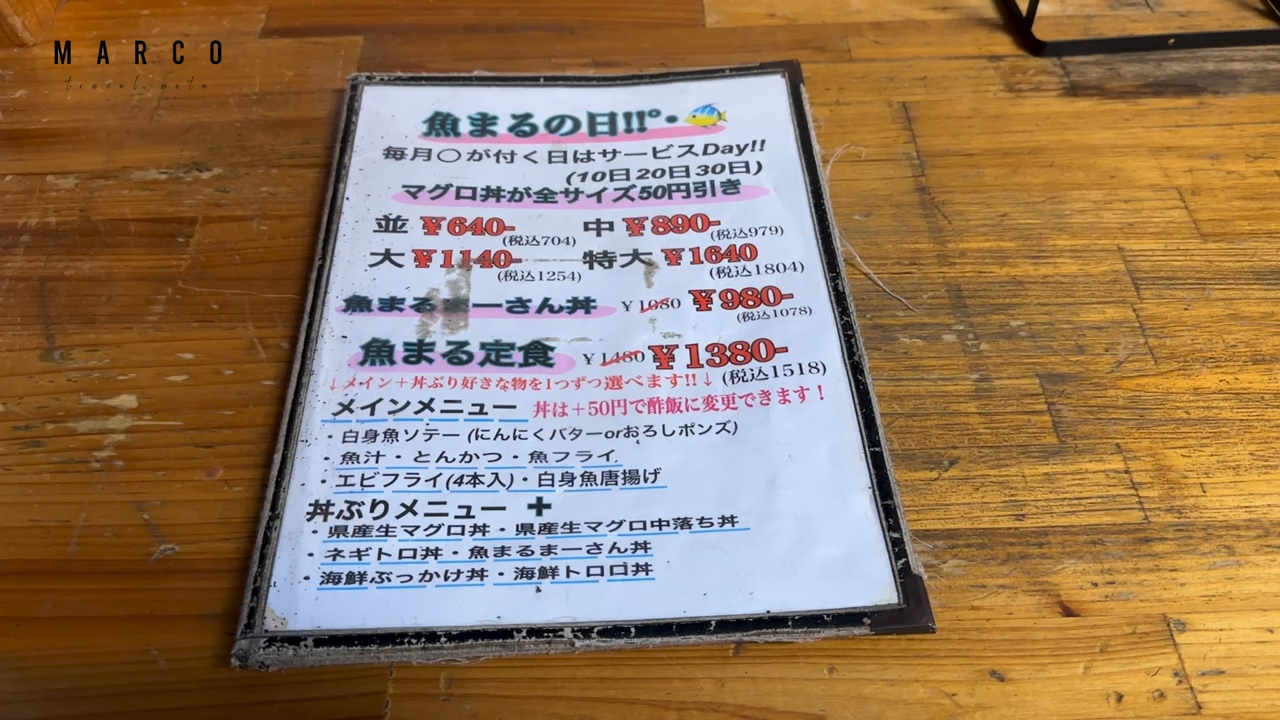 MARCO
travel.note
魚まるの日!!°・
毎月○が付く日はサービスDay!!
(10日20日30日)
マグロ丼が全サイズ50円引き
並 ¥640-(税込704) 中 ¥890-(税込979)
大 ¥1140-(税込1254) 特大 ¥1640(税込1804)
魚まるまーさん丼 ¥1080 ¥980-(税込1078)
魚まる定食 ¥1480 ¥1380-(税込1518)
↓メイン+丼ぶり好きな物を1つずつ選べます!!↓
メインメニュー 丼は+50円で酢飯に変更できます!
・白身魚ソテー (にんにくバターorおろしポンズ)
・魚汁・とんかつ・魚フライ
・エビフライ(4本入)・白身魚唐揚げ
丼ぶりメニュー +
・県産生マグロ丼・県産生マグロ中落ち丼
・ネギトロ丼・魚まるまーさん丼
・海鮮ぶっかけ丼・海鮮トロロ丼